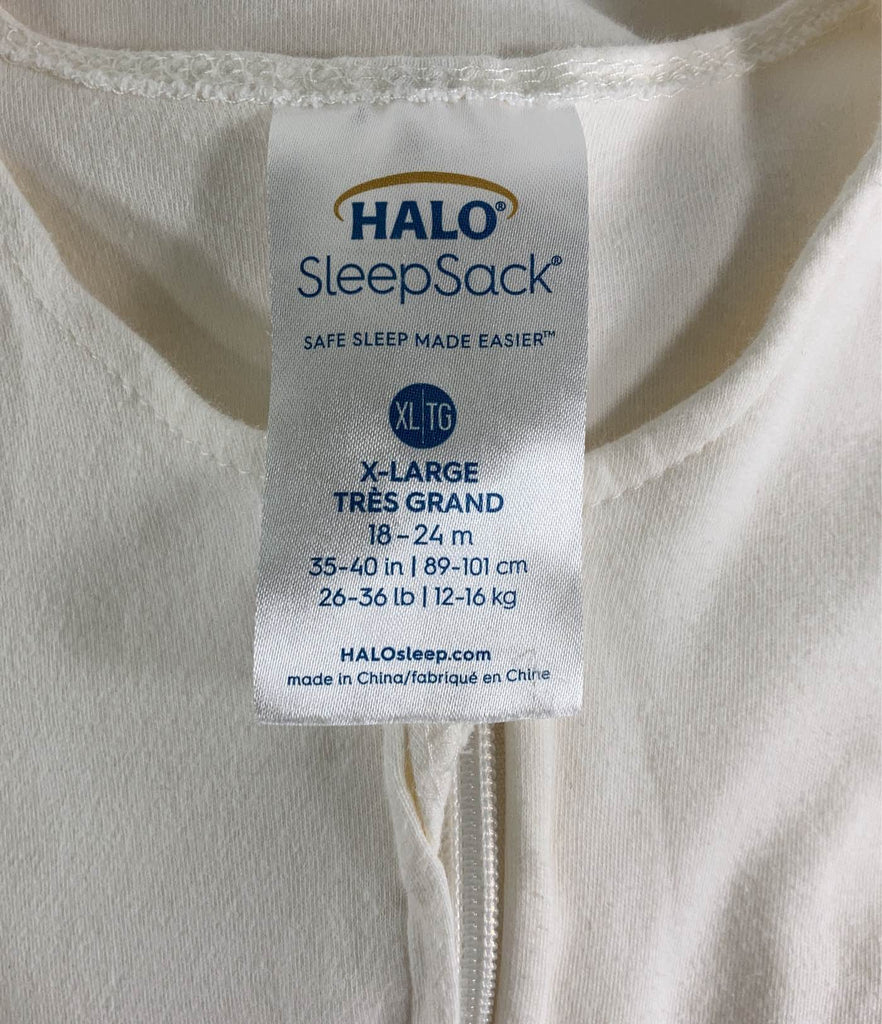 HALO®
SleepSack®
SAFE SLEEP MADE EASIER™
XL|TG
X-LARGE
TRÈS GRAND
18-24 m
35-40 in | 89-101 cm
26-36 lb | 12-16 kg
HALOsleep.com
made in China/fabriqué en Chine